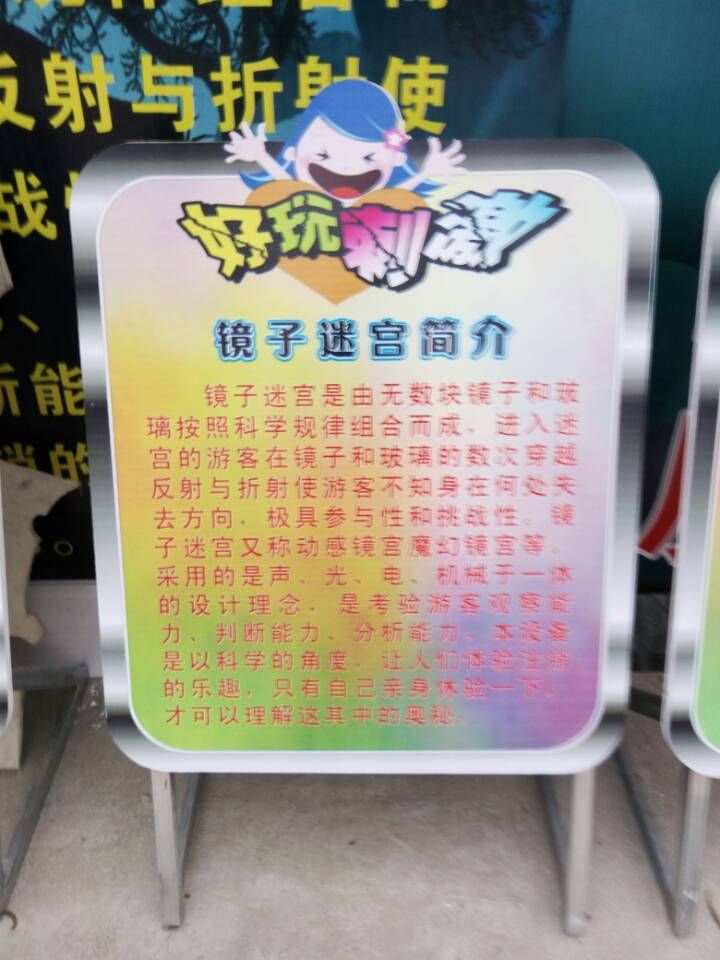 反射与折射使
好玩刺激
镜子迷宫简介
镜子迷宫是由无数块镜子和玻
璃按照科学规律组合而成，进入迷
宫的游客在镜子和玻璃的数次穿越
反射与折射使游客不知身在何处失
去方向，极具参与性和挑战性。镜
子迷宫又称动感镜宫魔幻镜宫等。
采用的是声、光、电、机械于一体
的设计理念，是考验游客观察能
力、判断能力、分析能力。本设备
是以科学的角度，让人们体验注销
的乐趣，只有自己亲身体验一下，
才可以理解这其中的奥秘。
战
析能
销的